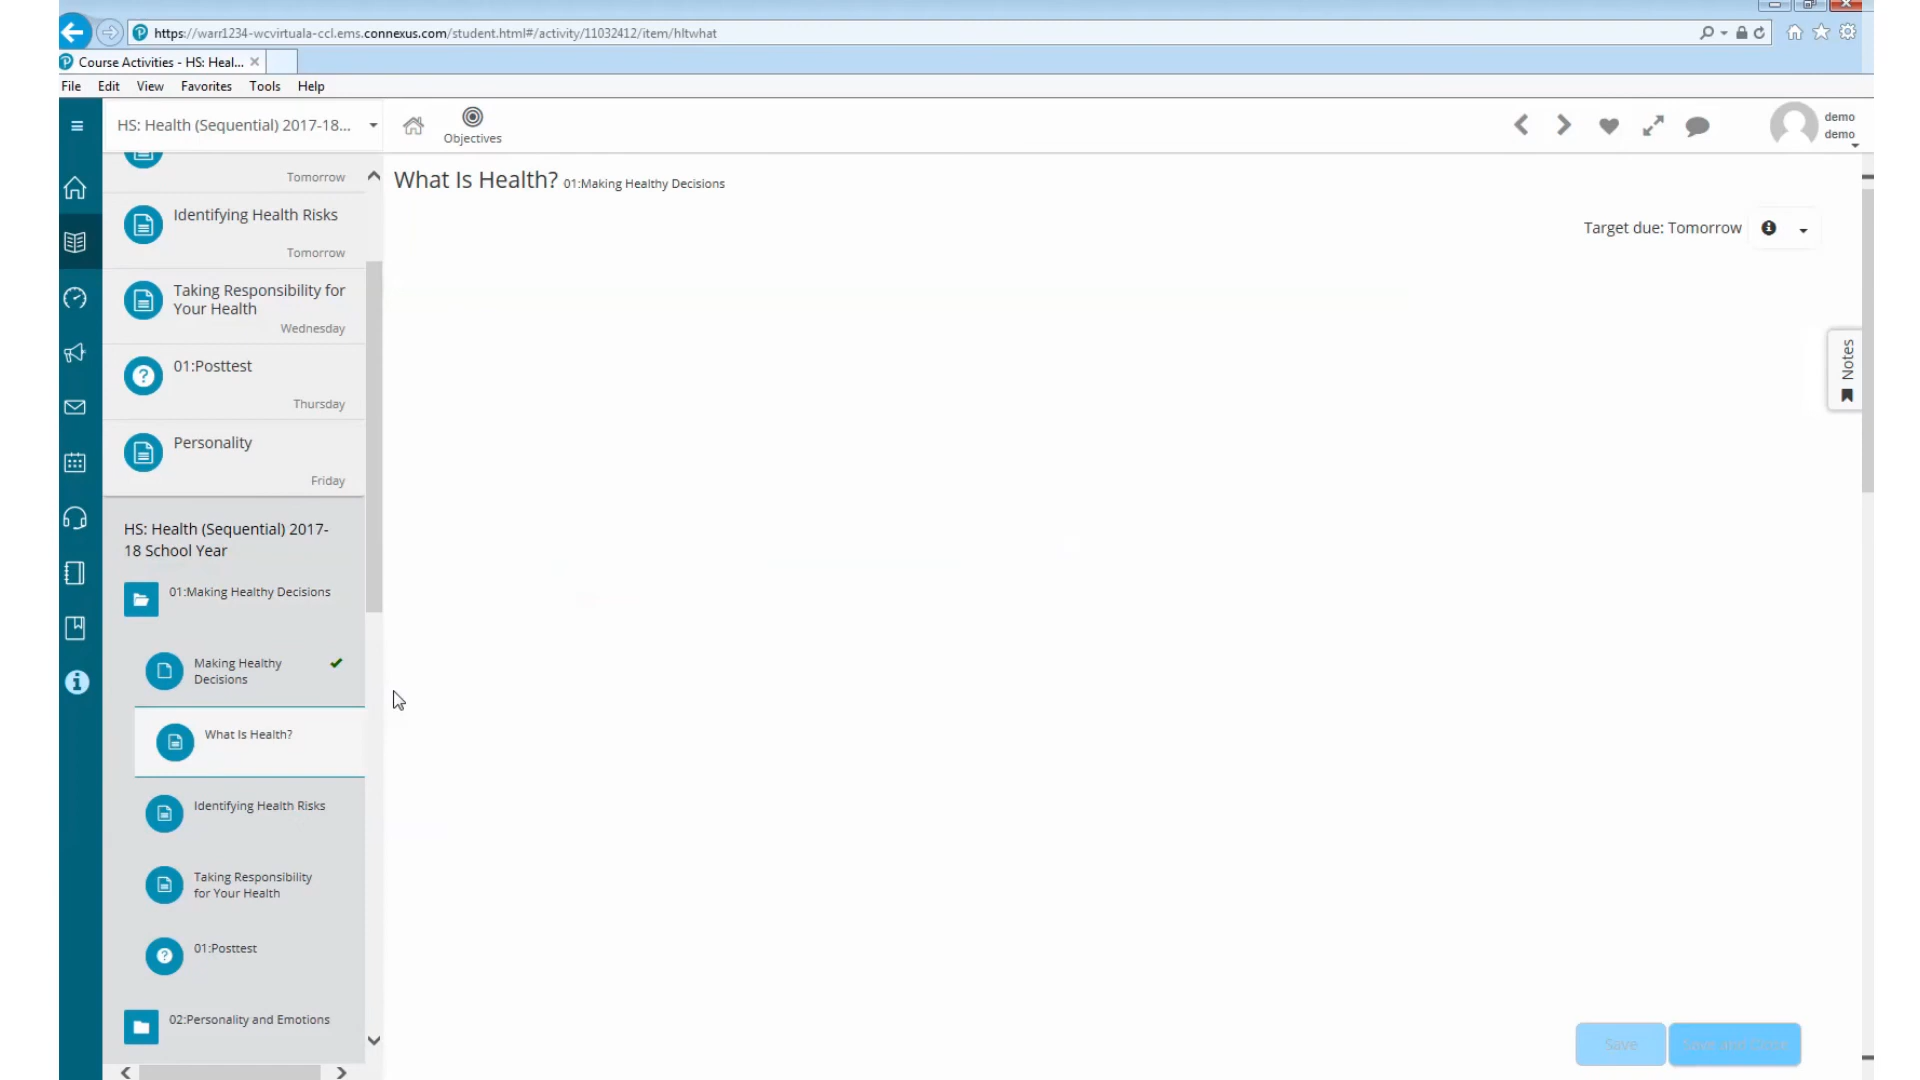 https://warr1234-wcvirtuala-ccl.ems.connexus.com/student.html#/activity/11032412/item/hltwhat
Course Activities - HS: Heal...
File Edit View Favorites Tools Help
HS: Health (Sequential) 2017-18...
Objectives
demo
demo
Tomorrow
Identifying Health Risks
Tomorrow
Taking Responsibility for
Your Health
Wednesday
01:Posttest
Thursday
Personality
Friday
HS: Health (Sequential) 2017-
18 School Year
01:Making Healthy Decisions
Making Healthy
Decisions
What Is Health?
Identifying Health Risks
Taking Responsibility
for Your Health
01:Posttest
02:Personality and Emotions
What Is Health? 01:Making Healthy Decisions
Target due: Tomorrow
Notes
Save